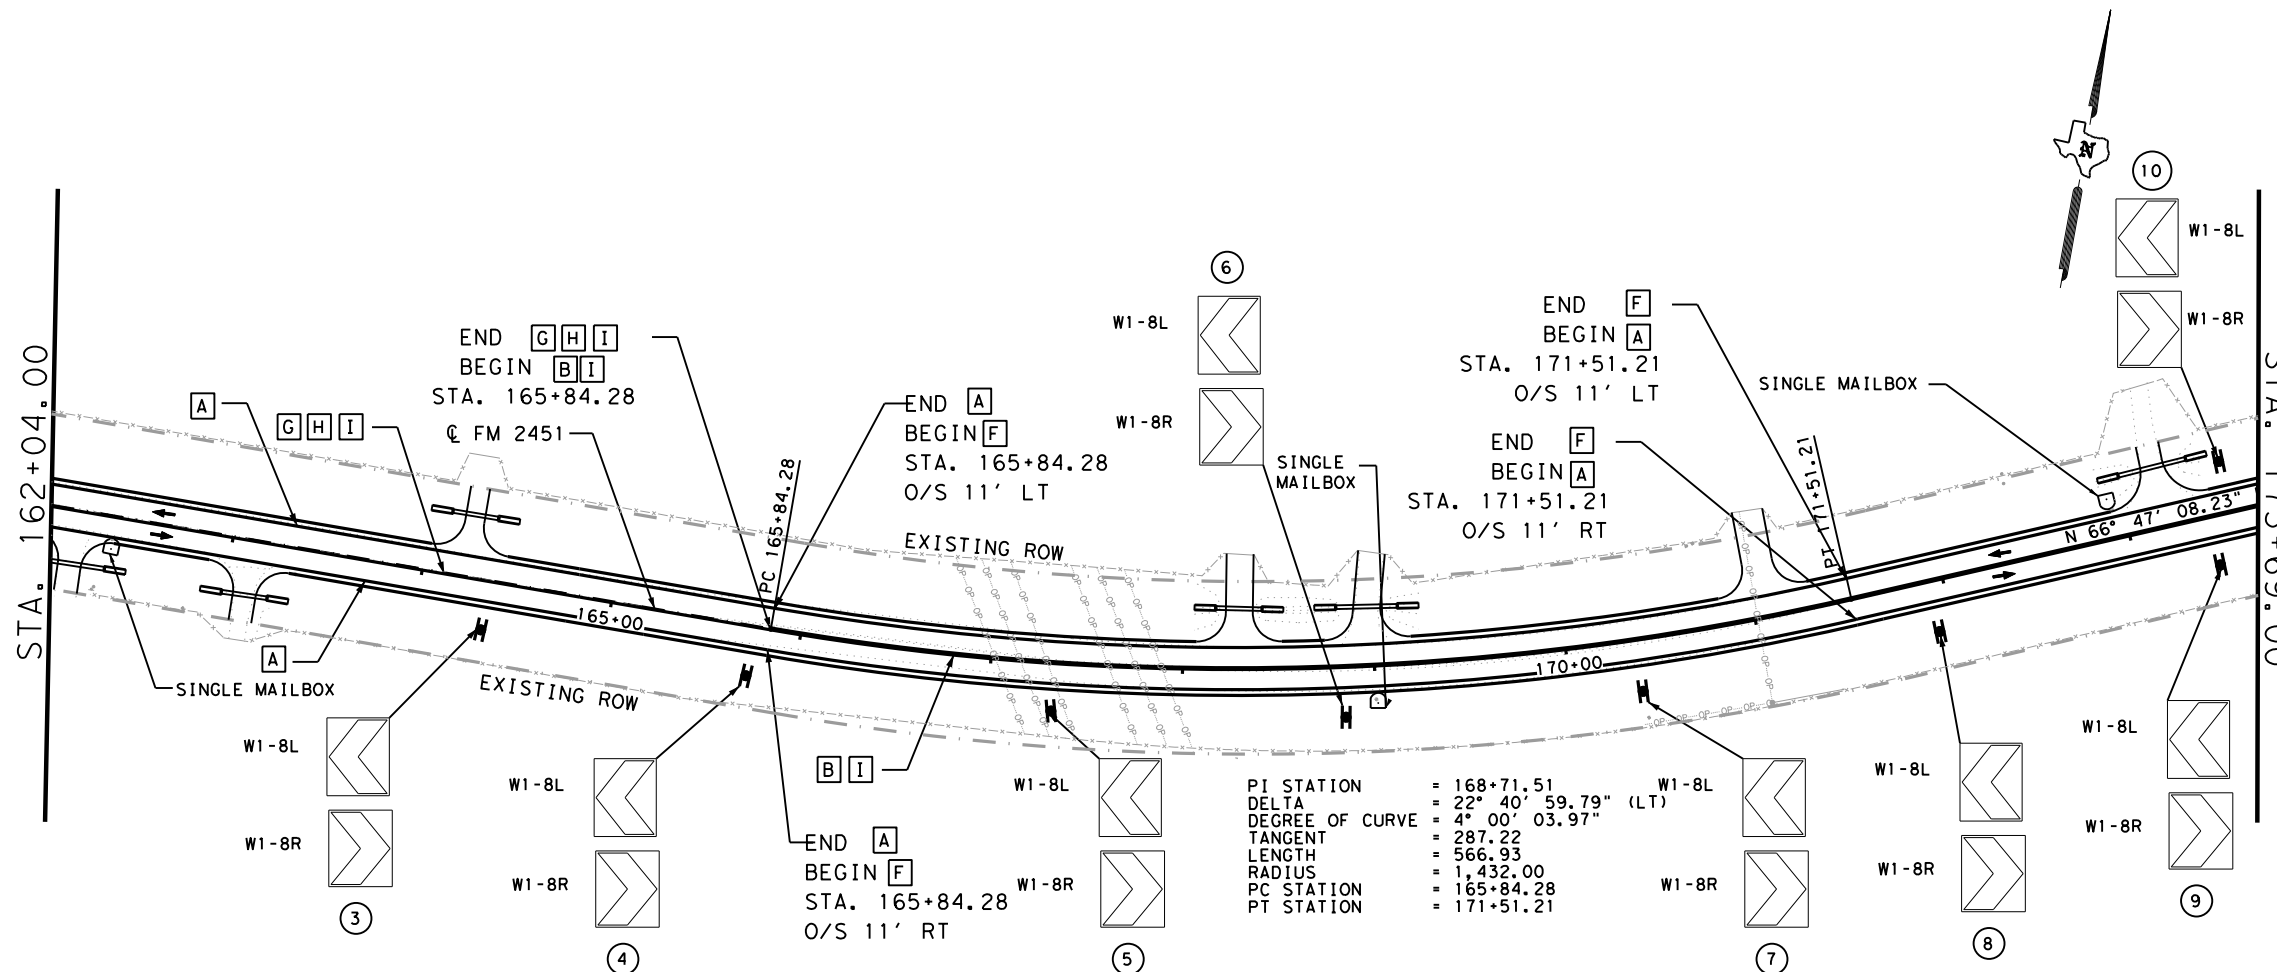 STA. 162+04.00
A
G H I
END G H I
BEGIN B I
STA. 165+84.28
℄ FM 2451
END A
BEGIN F
STA. 165+84.28
O/S 11' LT
PC 165+84.28
EXISTING ROW
6
W1-8L
W1-8R
SINGLE
MAILBOX
END F
BEGIN A
STA. 171+51.21
O/S 11' LT
END F
BEGIN A
STA. 171+51.21
O/S 11' RT
SINGLE MAILBOX
PT 171+51.21
N
10
W1-8L
W1-8R
N 66° 47' 08.23"
165+00
170+00
A
SINGLE MAILBOX
EXISTING ROW
W1-8L
W1-8R
3
W1-8L
W1-8R
4
B I
END A
BEGIN F
STA. 165+84.28
O/S 11' RT
W1-8L
W1-8R
5
PI STATION = 168+71.51
DELTA = 22° 40' 59.79" (LT)
DEGREE OF CURVE = 4° 00' 03.97"
TANGENT = 287.22
LENGTH = 566.93
RADIUS = 1,432.00
PC STATION = 165+84.28
PT STATION = 171+51.21
W1-8L
W1-8R
7
W1-8L
W1-8R
8
W1-8L
W1-8R
9
OP OP OP OP OP